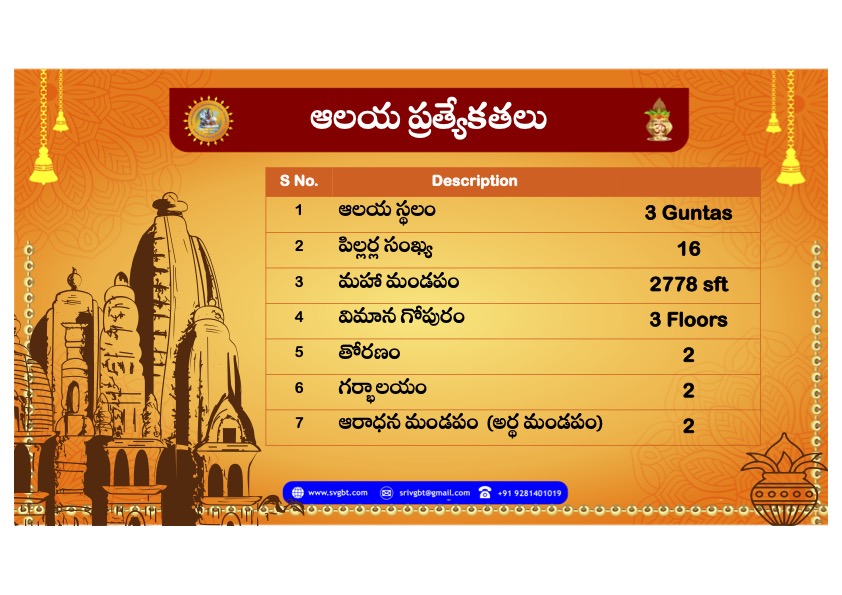 ఆలయ ప్రత్యేకతలు
S No. Description
1 ఆలయ స్థలం 3 Guntas
2 పిల్లర్ల సంఖ్య 16
3 మహా మండపం 2778 sft
4 విమాన గోపురం 3 Floors
5 తోరణం 2
6 గర్భాలయం 2
7 ఆరాధన మండపం (అర్థ మండపం) 2
www.svgbt.com srivgbt@gmail.com +91 9281401019